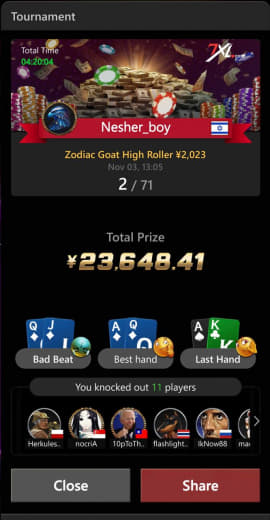 Tournament
Total Time
04:20:04
7XL
Nesher_boy
Zodiac Goat High Roller ¥2,023
Nov 03, 13:05
2 / 71
Total Prize
¥23,648.41
Q J A Q A K
Bad Beat Best hand Last Hand
You knocked out 11 players
Herkules.. nocriA 10pToTh.. flashlight.. IkNow88
Close Share